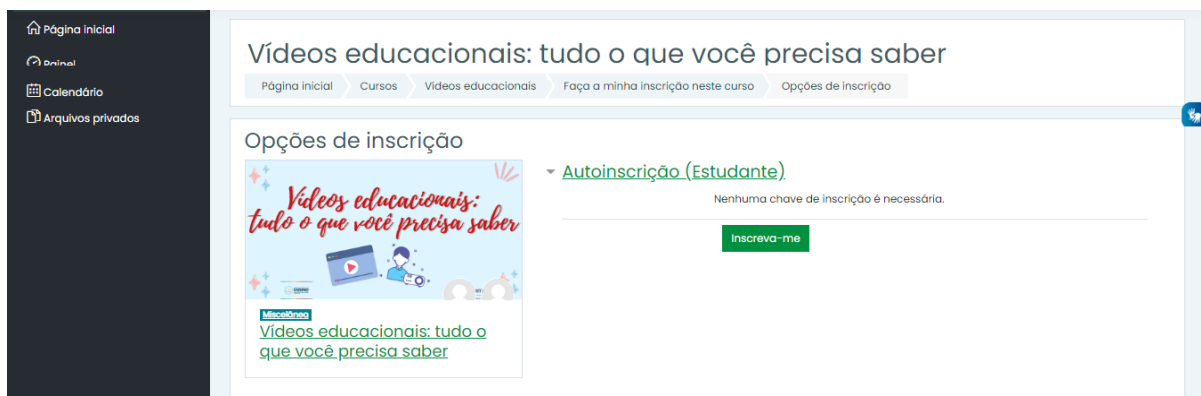 Página inicial
Painel
Calendário
Arquivos privados
Vídeos educacionais: tudo o que você precisa saber
Página inicial
Cursos
Vídeos educacionais
Faça a minha inscrição neste curso
Opções de inscrição
Opções de inscrição
Vídeos educacionais:
tudo o que você precisa saber
Miscelânea
Vídeos educacionais: tudo o
que você precisa saber
Autoinscrição (Estudante)
Nenhuma chave de inscrição é necessária.
Inscreva-me